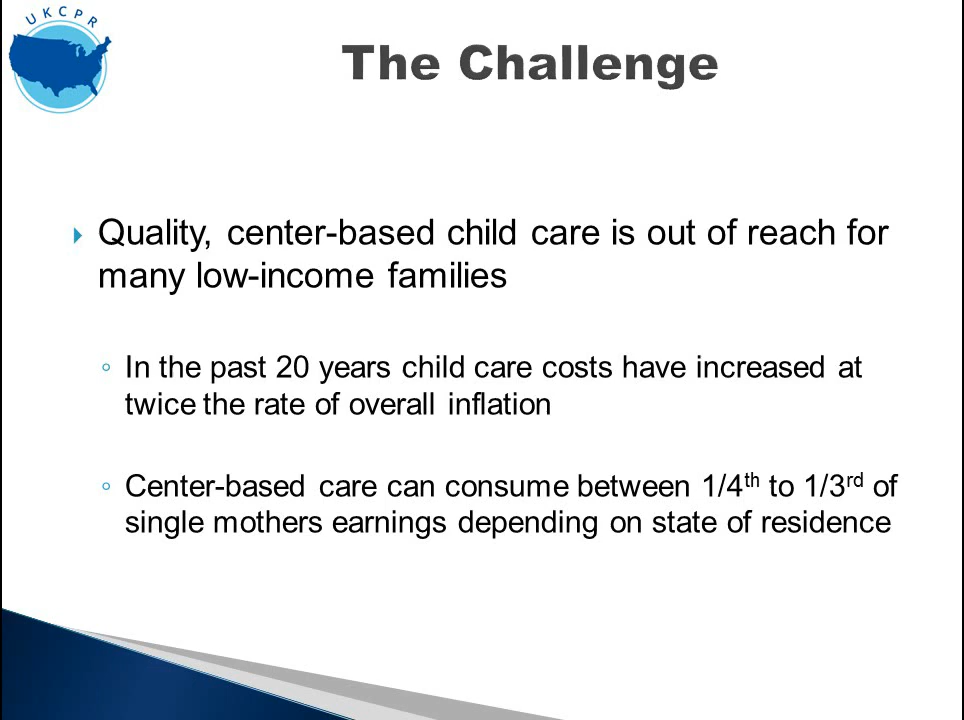 UKCPR
The Challenge
Quality, center-based child care is out of reach for
many low-income families
In the past 20 years child care costs have increased at
twice the rate of overall inflation
Center-based care can consume between 1/4th to 1/3rd of
single mothers earnings depending on state of residence